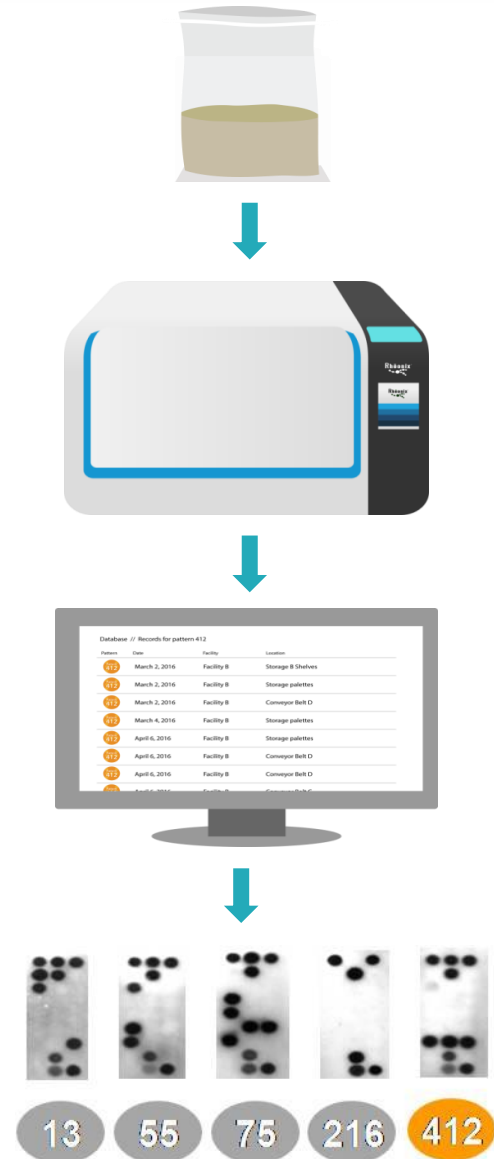 Rheonix
Rheonix
Database // Records for pattern 412
Pattern Date Facility Location
412 March 2, 2016 Facility B Storage B Shelves
412 March 2, 2016 Facility B Storage palettes
412 March 2, 2016 Facility B Conveyor Belt D
412 March 4, 2016 Facility B Storage palettes
412 April 6, 2016 Facility B Storage palettes
412 April 6, 2016 Facility B Conveyor Belt D
412 April 6, 2016 Facility B Conveyor Belt D
13 55 75 216 412